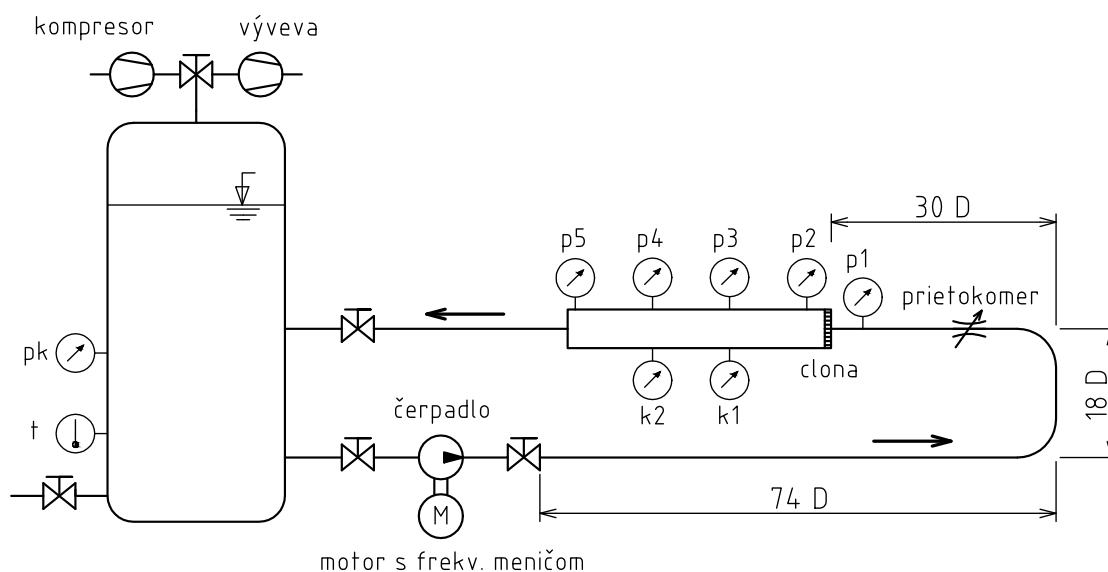 kompresor výveva
30 D
p5 p4 p3 p2 p1
prietokomer
pk
clona
18 D
k2 k1
čerpadlo
t
74 D
M
motor s frekv. meničom